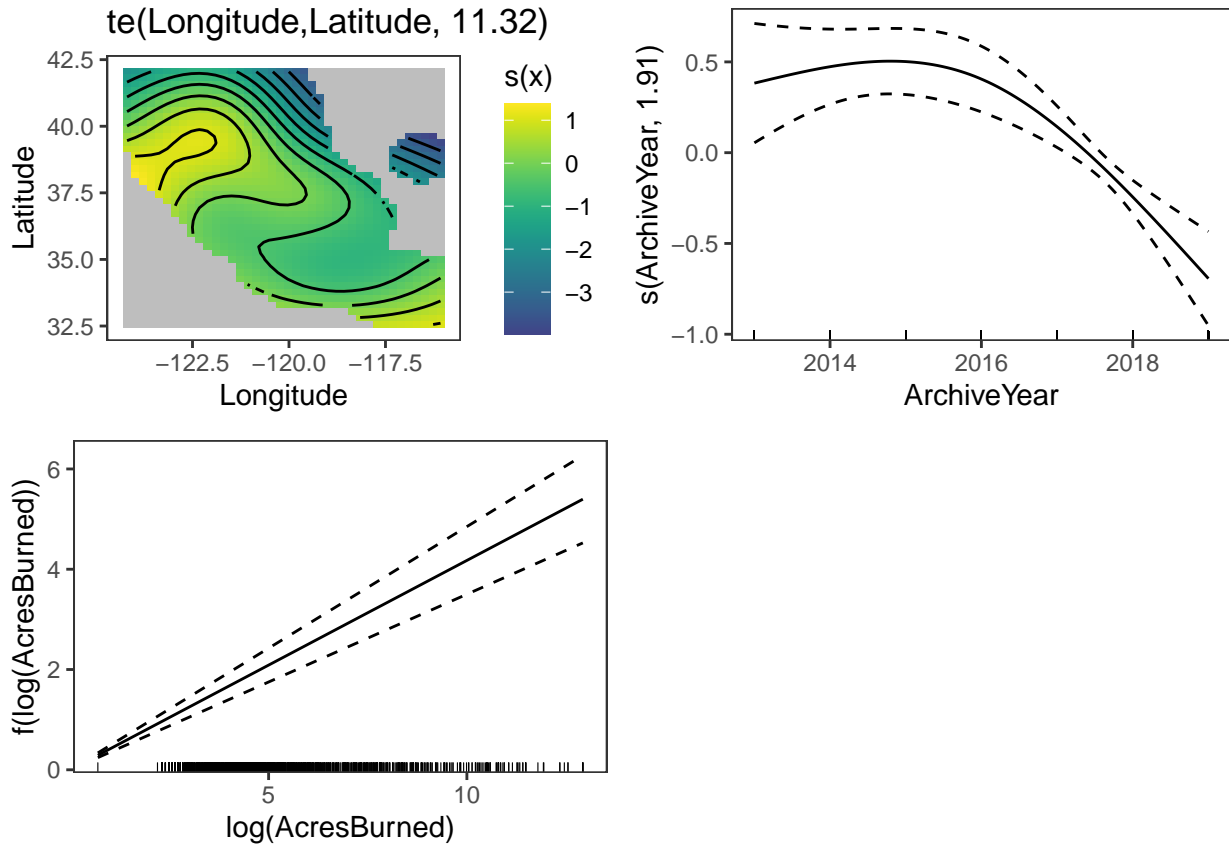 te(Longitude,Latitude, 11.32)
42.5
40.0
37.5
35.0
32.5
Latitude
−122.5 −120.0 −117.5
Longitude
s(x)
1
0
−1
−2
−3
0.5
0.0
−0.5
−1.0
s(ArchiveYear, 1.91)
2014 2016 2018
ArchiveYear
6
4
2
0
f(log(AcresBurned))
5 10
log(AcresBurned)